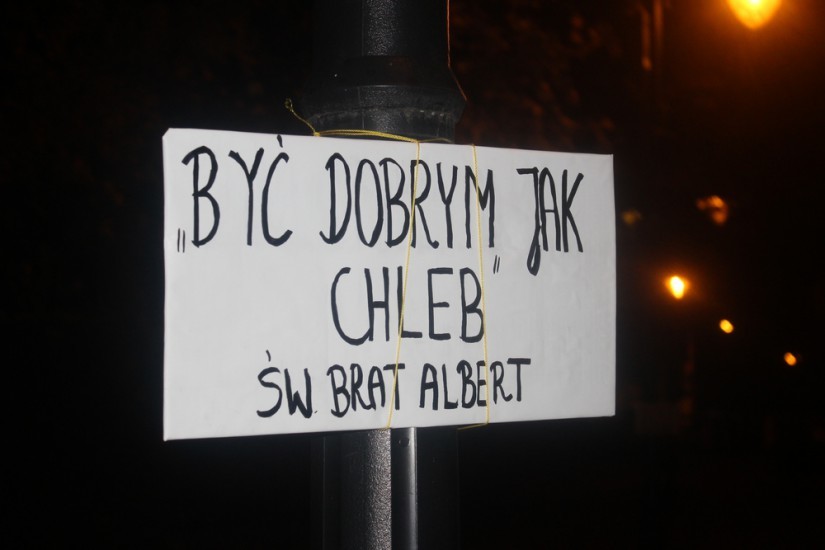 „BYĆ DOBRYM JAK
CHLEB"
ŚW. BRAT ALBERT